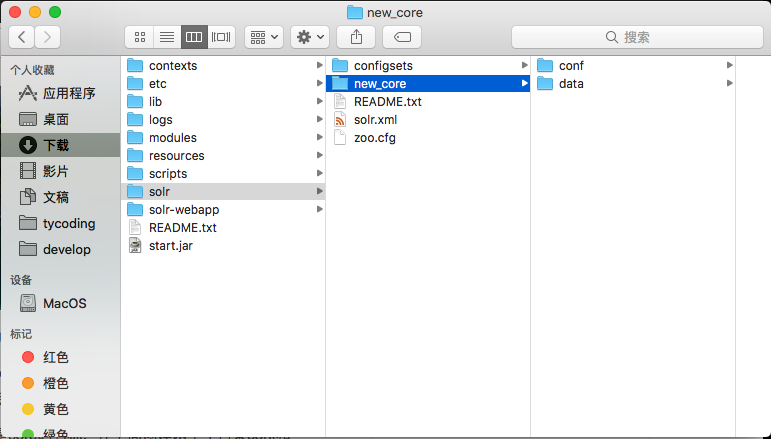 new_core
搜索
个人收藏
应用程序
桌面
下载
影片
文稿
tycoding
develop
设备
MacOS
标记
红色
橙色
黄色
绿色
contexts
etc
lib
logs
modules
resources
scripts
solr
solr-webapp
README.txt
start.jar
configsets
new_core
README.txt
solr.xml
zoo.cfg
conf
data